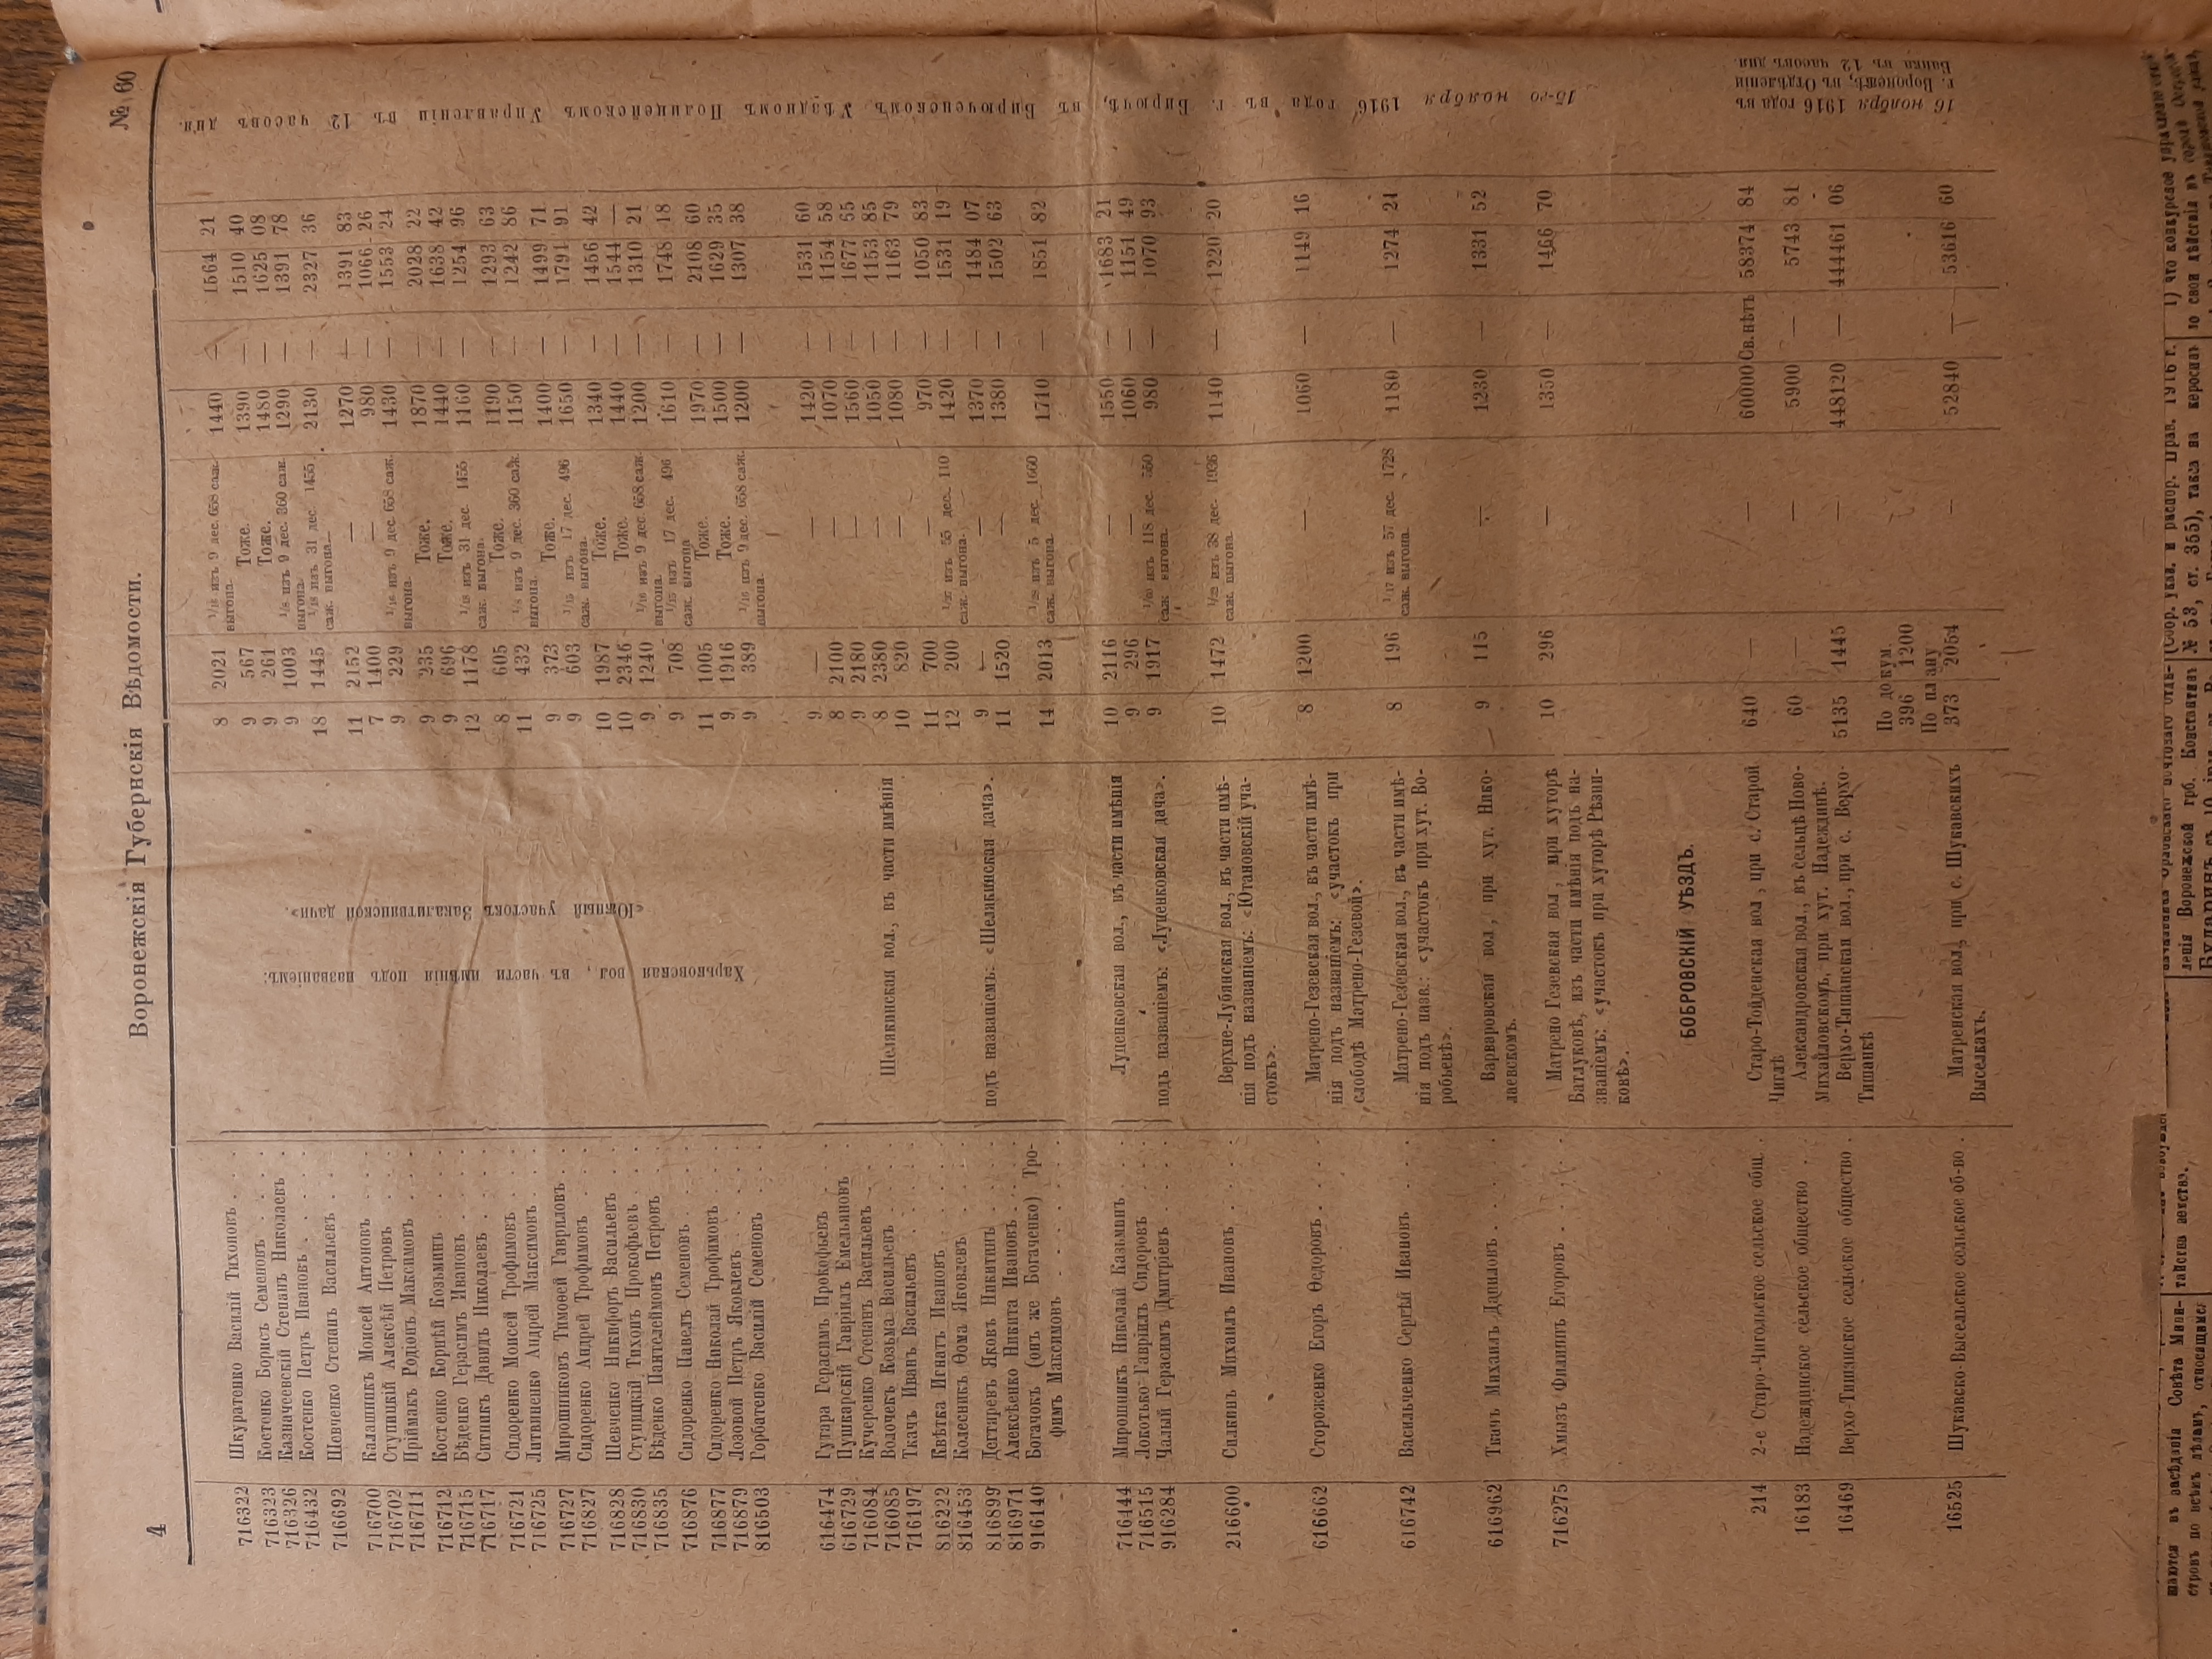 4
Воронежскія Губернскія Вѣдомости.
№ 60
716322 Шкуратенко Василій Тихоновъ . . . 8 2021 1/16 изъ 9 дес. 658 саж. выгона. 1440 — 1564 21
716323 Костенко Борисъ Семеновъ . . . . 9 567 Тоже. 1390 — 1510 40
716326 Казначеевскій Степанъ Николаевъ . 9 261 Тоже. 1480 — 1625 08
716432 Костенко Петръ Ивановъ . . . . . 9 1003 1/8 изъ 9 дес. 360 саж. выгона. 1290 — 1391 78
716692 Шевченко Степанъ Васильевъ . . . 18 1445 1/18 изъ 31 дес. 1455 саж. выгона.— 2130 — 2327 36
716700 Калашникъ Моисей Антоновъ . . . 11 2152 — 1270 — 1391 83
716702 Ступицкій Алексѣй Петровъ . . . 7 1400 — 980 — 1066 26
716711 Пріймакъ Родіонъ Максимовъ . . . 9 229 1/16 изъ 9 дес. 658 саж. выгона. 1430 — 1553 24
716712 Костенко Корнѣй Козьминъ . . . . 9 235 Тоже. 1870 — 2028 22
716715 Бѣденко Герасимъ Ивановъ . . . . 9 696 Тоже. 1440 — 1638 42
716717 Ситникъ Давидъ Николаевъ . . . . 12 1178 1/18 изъ 31 дес. 1455 саж. выгона. 1160 — 1254 96
716721 Сидоренко Моисей Трофимовъ . . . 8 605 Тоже. 1190 — 1293 63
716725 Литвиненко Андрей Максимовъ . . . 11 432 1/8 изъ 9 дес. 360 саж. выгона. 1150 — 1242 86
716727 Мирошниковъ Тимоѳей Гавриловъ . . 9 373 Тоже. 1400 — 1499 71
716827 Сидоренко Андрей Трофимовъ . . . 9 603 1/15 изъ 17 дес. 496 саж. выгона. 1650 — 1791 91
716828 Шевченко Никифоръ Васильевъ . . 10 1987 Тоже. 1340 — 1456 42
716830 Ступицкій Тихонъ Прокофьевъ . . . 10 2346 Тоже. 1440 — 1544 —
716835 Бѣденко Пантелеймонъ Петровъ . . 9 1240 1/16 изъ 9 дес. 658 саж. выгона. 1200 — 1310 21
716876 Сидоренко Павелъ Семеновъ . . . . 9 708 1/15 изъ 17 дес. 496 саж. выгона 1610 — 1748 18
716877 Сидоренко Николай Трофимовъ . . . 11 1005 Тоже. 1970 — 2108 60
716879 Лозовой Петръ Яковлевъ . . . . . 9 1916 Тоже. 1500 — 1629 35
816503 Горбатенко Василій Семеновъ . . . 9 389 1/16 изъ 9 дес. 658 саж. выгона. 1200 — 1307 38
Харьковская вол., въ части имѣнія подъ названіемъ:
«Южный участокъ Закалитвянской дачи».
616474 Гутара Герасимъ Прокофьевъ . . . 9 — — 1420 — 1531 60
616729 Пушкарскій Гавріилъ Емельяновъ . 8 2100 — 1070 — 1154 58
716084 Кучеренко Степанъ Васильевъ . . 9 2180 — 1560 — 1677 65
716085 Волочекъ Козьма Васильевъ . . . . Шелякинская вол., въ части имѣнія 8 2380 — 1050 — 1153 85
716197 Ткачъ Иванъ Васильевъ . . . . . 10 820 — 1080 — 1163 79
816222 Квѣтка Игнатъ Ивановъ . . . . . 11 700 — 970 — 1050 83
816453 Колесникъ Ѳома Яковлевъ . . . . 12 200 изъ 55 дес. 110 саж. выгона. 1420 — 1531 19
816899 Дегтяревъ Яковъ Никитинъ . . . . подъ названіемъ: «Шелякинская дача». 9 — — 1370 — 1484 07
816971 Алексѣенко Никита Ивановъ . . . . 11 1520 — 1380 — 1502 63
916140 Богачокъ (онъ же Богаченко) Тро-
фимъ Максимовъ . . . . . . . 14 2013 1/28 изъ 5 дес. 1660 саж. выгона. 1710 — 1851 82
716444 Мирошникъ Николай Казьминъ . . . Луценковская вол., въ части имѣнія 10 2116 — 1550 — 1683 21
716515 Локотько Гавріилъ Сидоровъ . . . 9 296 — 1060 — 1151 49
916284 Чалый Герасимъ Дмитріевъ . . . . подъ названіемъ: «Луценковская дача». 9 1917 1/60 изъ 118 дес. 550 саж выгона. 980 — 1070 93
216600 Силкинъ Михаилъ Ивановъ . . . . Верхне-Лубянская вол., въ части имѣ- 10 1472 1/22 изъ 38 дес. 1936 саж. выгона. 1140 — 1220 20
нія подъ названіемъ: «Ютановскій уча-
стокъ».
616662 Стороженко Егоръ Ѳедоровъ . . . . Матрено-Гезевская вол., въ части имѣ- 8 1200 — 1060 — 1149 16
нія подъ названіемъ: «участокъ при
слободѣ Матрено-Гезевой».
616742 Васильченко Сергѣй Ивановъ . . . Матрено-Гезевская вол., въ части имѣ- 8 196 1/17 изъ 57 дес. 1728 саж. выгона. 1180 — 1274 21
нія подъ назв.: «участокъ при хут. Во-
робьевѣ».
616962 Ткачъ Михаилъ Даниловъ . . . . . Варваровская вол., при хут. Нико- 9 115 — 1230 — 1331 52
лаевскомъ.
716275 Хмызъ Филиппъ Егоровъ . . . . . Матрено Гезевская вол., при хуторѣ 10 296 — 1350 — 1466 70
Батлуковѣ, изъ части имѣнія подъ на-
званіемъ: «участокъ при хуторѣ Рѣзни-
ковѣ».
15-го ноября 1916 года въ г. Бирючѣ, въ Бирюченскомъ Уѣздномъ Полицейскомъ Управленіи въ 12 часовъ дня.
БОБРОВСКІЙ УѢЗДЪ.
214 2-е Старо-Чигольское сельское общ. . Старо-Тойденская вол., при с. Старой 640 — — 60000 Св.нѣтъ 58374 84
Чиглѣ
16183 Надеждинское сельское общество . . Александровская вол., въ сельцѣ Ново- 60 — — 5900 — 5743 81
Михайловскомъ, при хут. Надеждинѣ.
16469 Верхо-Тишанское сельское общество . Верхо-Тишанская вол., при с. Верхо- 5135 1445 — 448120 — 444461 06
Тишанкѣ
По докум.
396 1200
По плану
16525 Шукавско-Высельское сельское об-во . Матренская вол., при с. Шукавскихъ 373 2054 — 52840 — 53616 60
Выселкахъ.
16 ноября 1916 года въ
г. Воронежѣ, въ Отдѣленіи
Банка въ 12 часовъ дня.
шаются въ засѣданія Совѣта Мини-
стровъ по всѣмъ дѣлам, относящимся
тайства векствъ.
начальника Орловскаго почтоваго отдѣ-
ленія Воронежской грб. Константинъ
(Собр. узак. и распор. Прав. 1916 г.
№ 53, ст. 355), такса на керосинъ
1) что конкурсное
ло свои дѣйствія въ городѣ